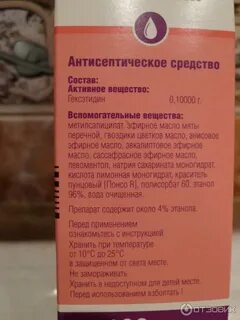 Антисептическое средство
Состав:
Активное вещество:
Гексэтидин 0,10000 г.
Вспомогательные вещества:
метилсалицилат, эфирное масло мяты
перечной, гвоздики цветков масло, анисовое
эфирное масло, эвкалиптовое эфирное
масло, сассафрасовое эфирное масло,
левоментол, натрия сахарината моногидрат,
кислота лимонная моногидрат, краситель
пунцовый [Понсо R], полисорбат 60, этанол
96%, вода очищенная.
Препарат содержит около 4% этанола.
Перед применением
ознакомьтесь с инструкцией
Хранить при температуре
от 10°С до 25°С
в защищенном от света месте.
Не замораживать.
Хранить в недоступном для детей месте.
Перед использованием взболтать!
ОТЗОВИК